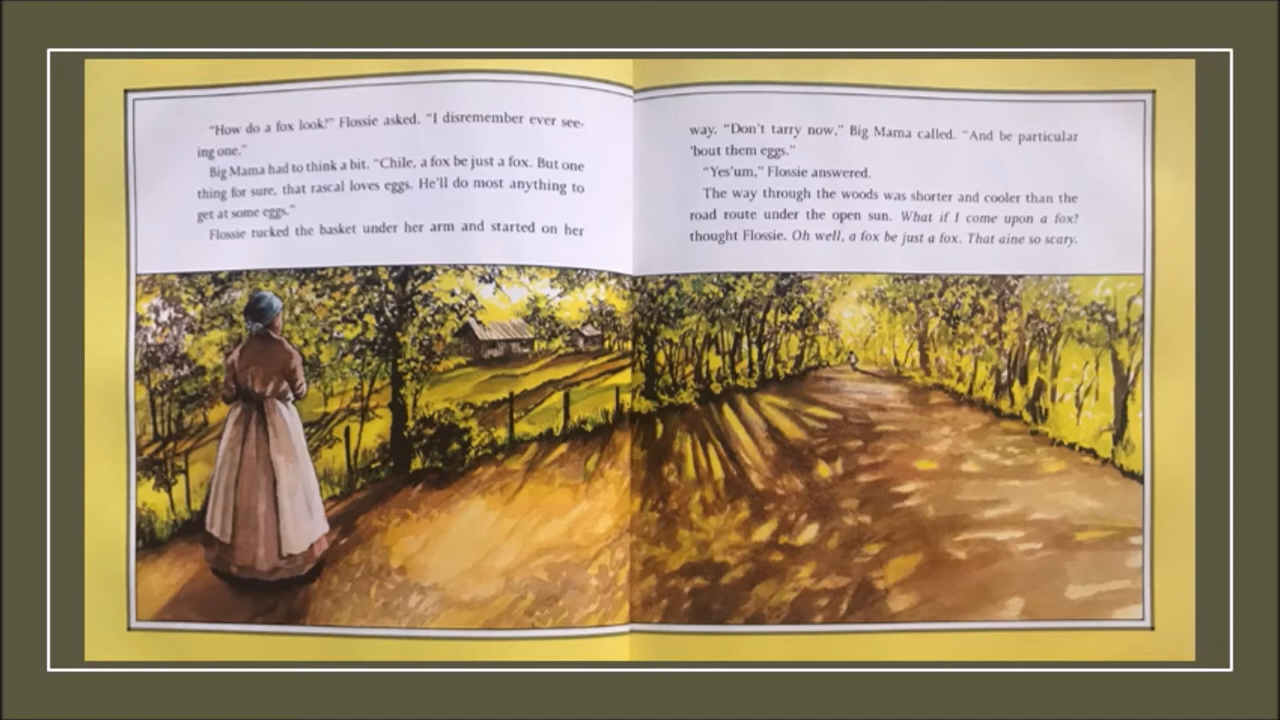 "How do a fox look?" Flossie asked. "I disremember ever see-
ing one."
Big Mama had to think a bit. "Chile, a fox be just a fox. But one
thing for sure, that rascal loves eggs. He'll do most anything to
get at some eggs."
Flossie tucked the basket under her arm and started on her
way. "Don't tarry now," Big Mama called. "And be particular
'bout them eggs."
"Yes'um," Flossie answered.
The way through the woods was shorter and cooler than the
road route under the open sun. What if I come upon a fox?
thought Flossie. Oh well, a fox be just a fox. That aine so scary.